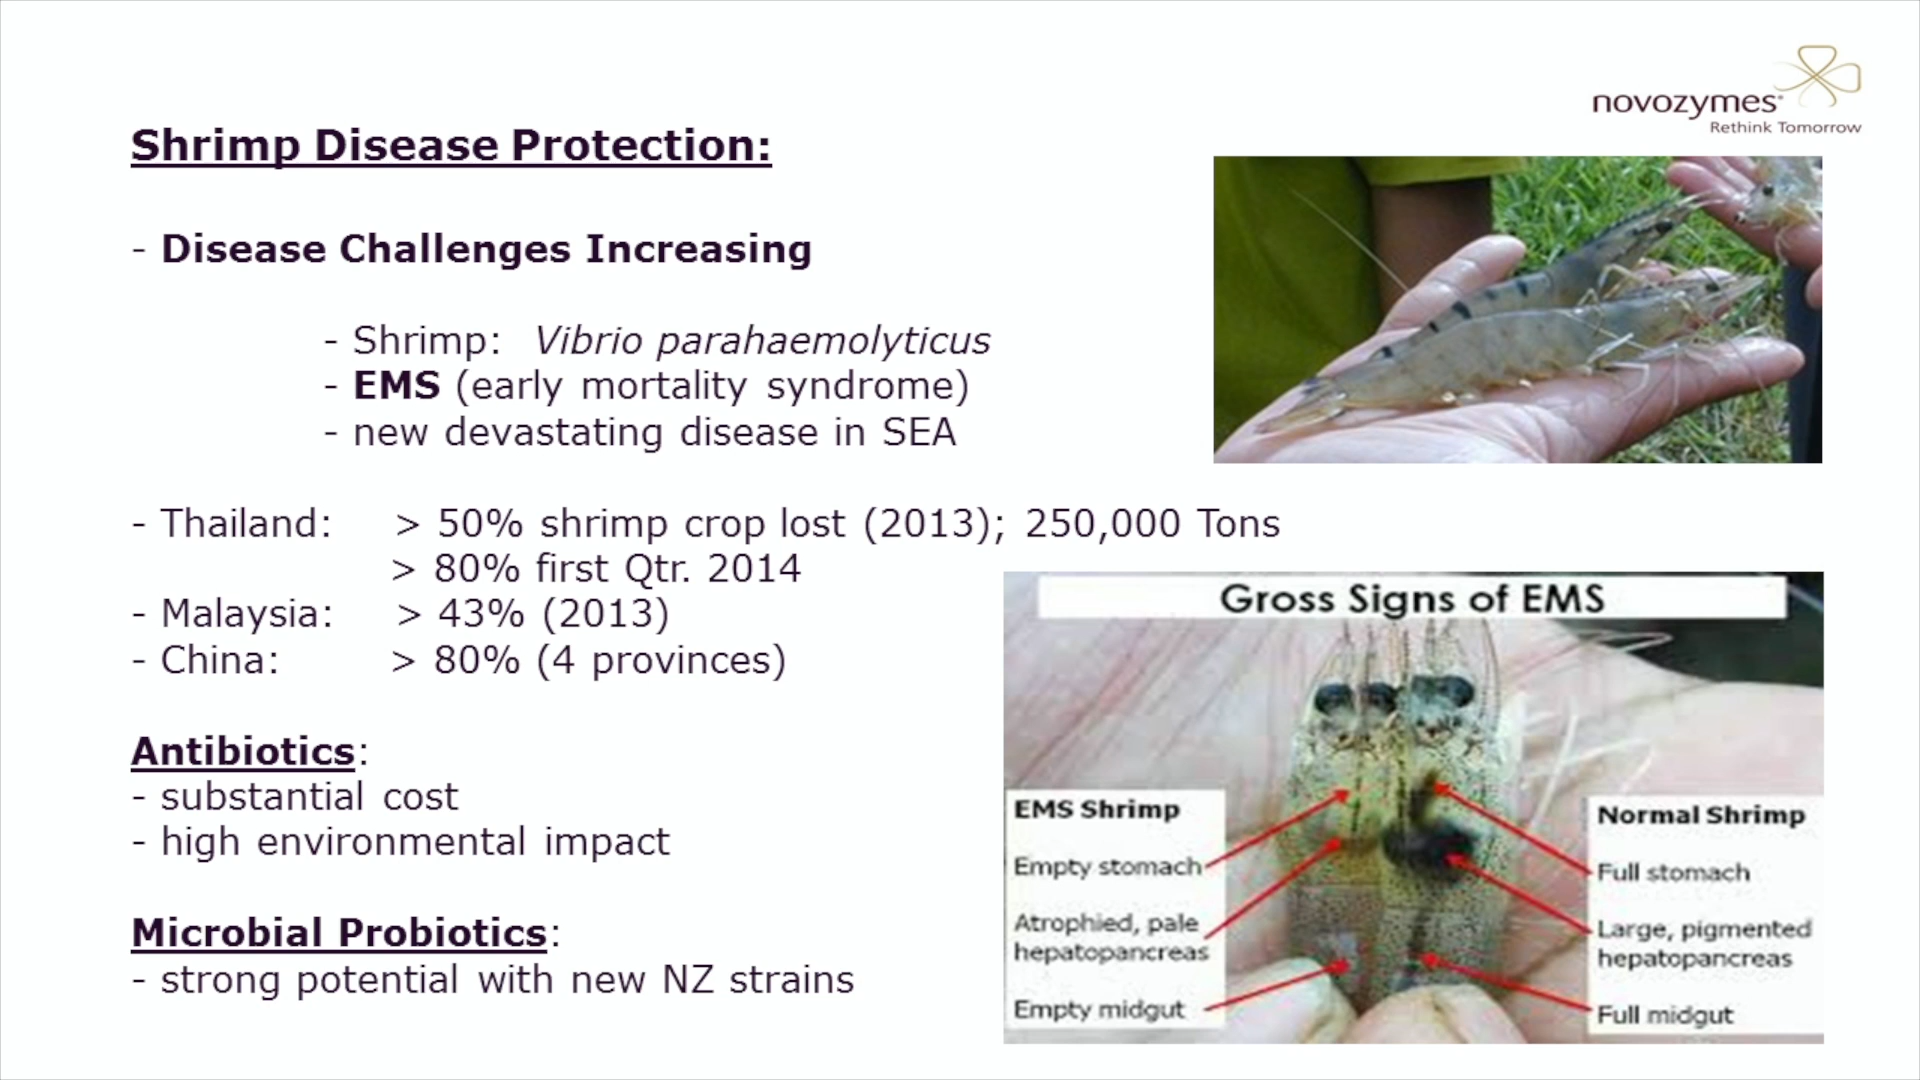 novozymes®
Rethink Tomorrow
Shrimp Disease Protection:
- Disease Challenges Increasing
- Shrimp: Vibrio parahaemolyticus
- EMS (early mortality syndrome)
- new devastating disease in SEA
- Thailand: > 50% shrimp crop lost (2013); 250,000 Tons
> 80% first Qtr. 2014
- Malaysia: > 43% (2013)
- China: > 80% (4 provinces)
Antibiotics:
- substantial cost
- high environmental impact
Microbial Probiotics:
- strong potential with new NZ strains
Gross Signs of EMS
EMS Shrimp
Empty stomach
Atrophied, pale
hepatopancreas
Empty midgut
Normal Shrimp
Full stomach
Large, pigmented
hepatopancreas
Full midgut